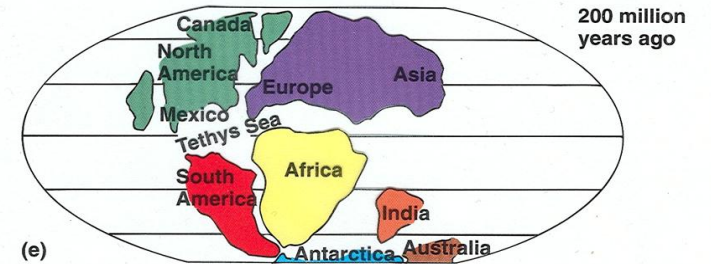 200 million
years ago
Canada
North
America
Europe
Asia
Mexico
Tethys Sea
Africa
South
America
India
Antarctica
Australia
(e)